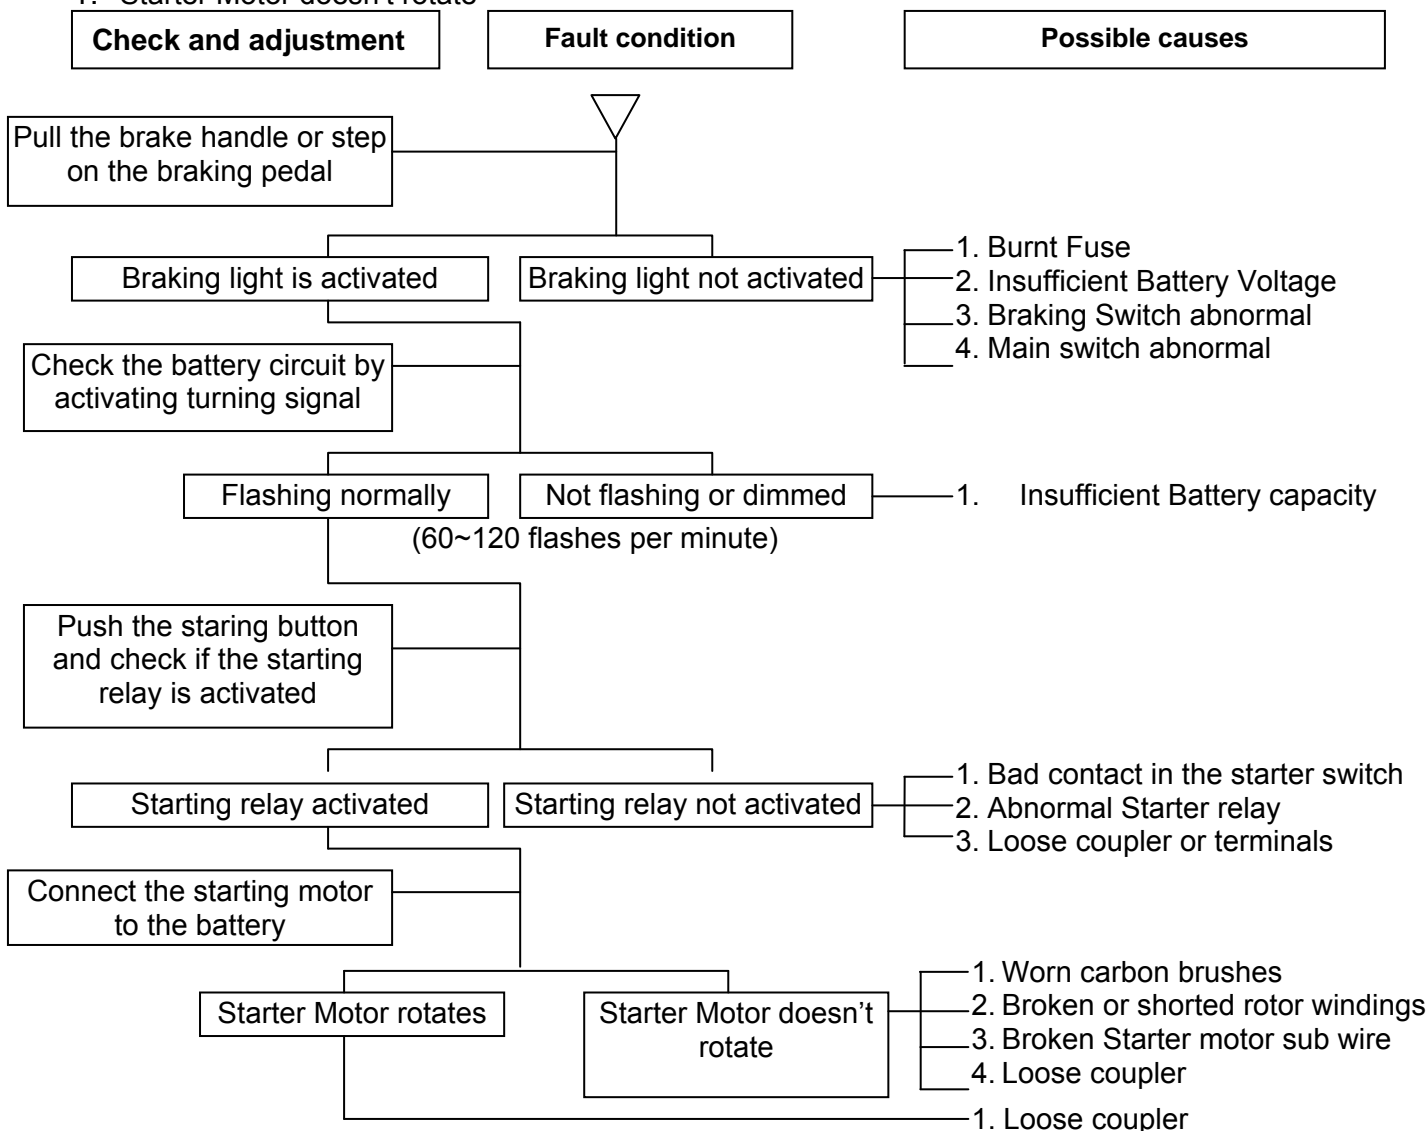 1. Starter Motor doesn't rotate
Check and adjustment
Fault condition
Possible causes
Pull the brake handle or step
on the braking pedal
Braking light is activated
Braking light not activated
1. Burnt Fuse
2. Insufficient Battery Voltage
3. Braking Switch abnormal
4. Main switch abnormal
Check the battery circuit by
activating turning signal
Flashing normally
Not flashing or dimmed
1. Insufficient Battery capacity
(60~120 flashes per minute)
Push the staring button
and check if the starting
relay is activated
Starting relay activated
Starting relay not activated
1. Bad contact in the starter switch
2. Abnormal Starter relay
3. Loose coupler or terminals
Connect the starting motor
to the battery
Starter Motor rotates
Starter Motor doesn’t
rotate
1. Worn carbon brushes
2. Broken or shorted rotor windings
3. Broken Starter motor sub wire
4. Loose coupler
1. Loose coupler